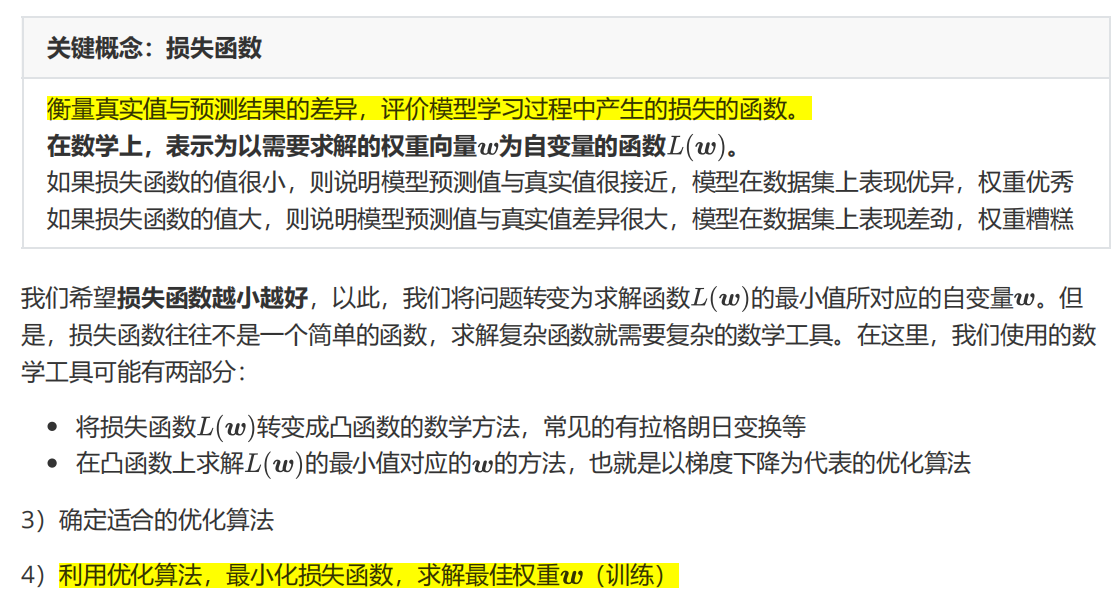 关键概念：损失函数
衡量真实值与预测结果的差异，评价模型学习过程中产生的损失的函数。
在数学上，表示为以需要求解的权重向量w为自变量的函数L(w)。
如果损失函数的值很小，则说明模型预测值与真实值很接近，模型在数据集上表现优异，权重优秀
如果损失函数的值大，则说明模型预测值与真实值差异很大，模型在数据集上表现差劲，权重糟糕
我们希望损失函数越小越好，以此，我们将问题转变为求解函数L(w)的最小值所对应的自变量w。但
是，损失函数往往不是一个简单的函数，求解复杂函数就需要复杂的数学工具。在这里，我们使用的数
学工具可能有两部分：
• 将损失函数L(w)转变成凸函数的数学方法，常见的有拉格朗日变换等
• 在凸函数上求解L(w)的最小值对应的w的方法，也就是以梯度下降为代表的优化算法
3）确定适合的优化算法
4）利用优化算法，最小化损失函数，求解最佳权重w（训练）